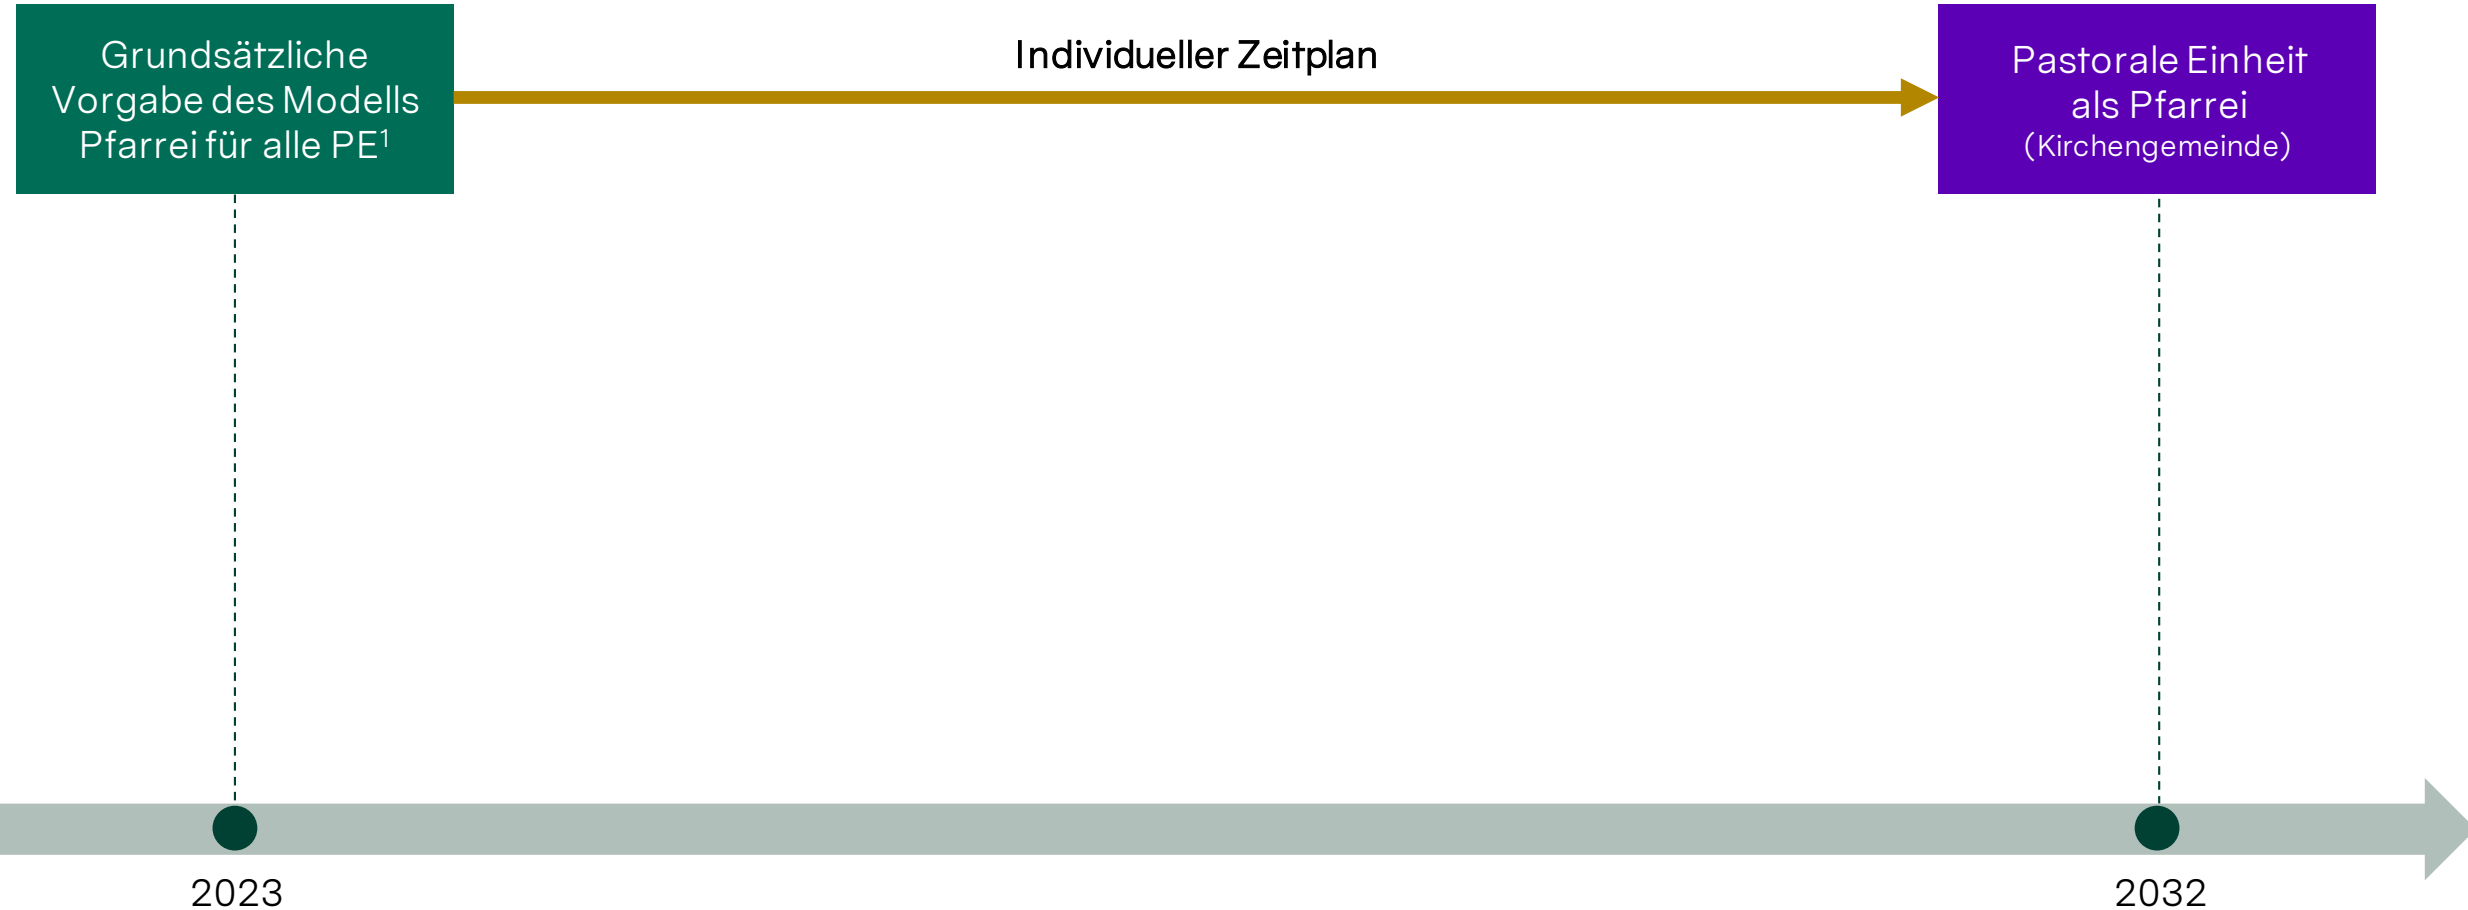 Grundsätzliche
Vorgabe des Modells
Pfarrei für alle PE¹
Individueller Zeitplan
Pastorale Einheit
als Pfarrei
(Kirchengemeinde)
2023
2032